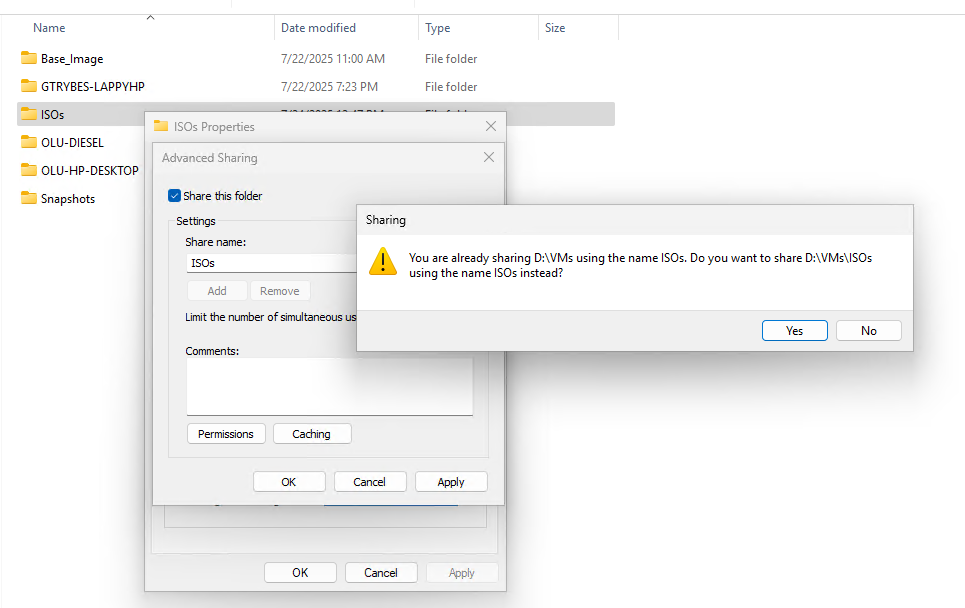 Name Date modified Type Size
Base_Image 7/22/2025 11:00 AM File folder
GTRYBES-LAPPYHP 7/22/2025 7:23 PM File folder
ISOs
OLU-DIESEL
OLU-HP-DESKTOP
Snapshots
ISOs Properties
Advanced Sharing
Share this folder
Settings
Share name:
ISOs
Add Remove
Limit the number of simultaneous us
Comments:
Permissions Caching
OK Cancel Apply
OK Cancel Apply
Sharing
You are already sharing D:\VMs using the name ISOs. Do you want to share D:\VMs\ISOs
using the name ISOs instead?
Yes No